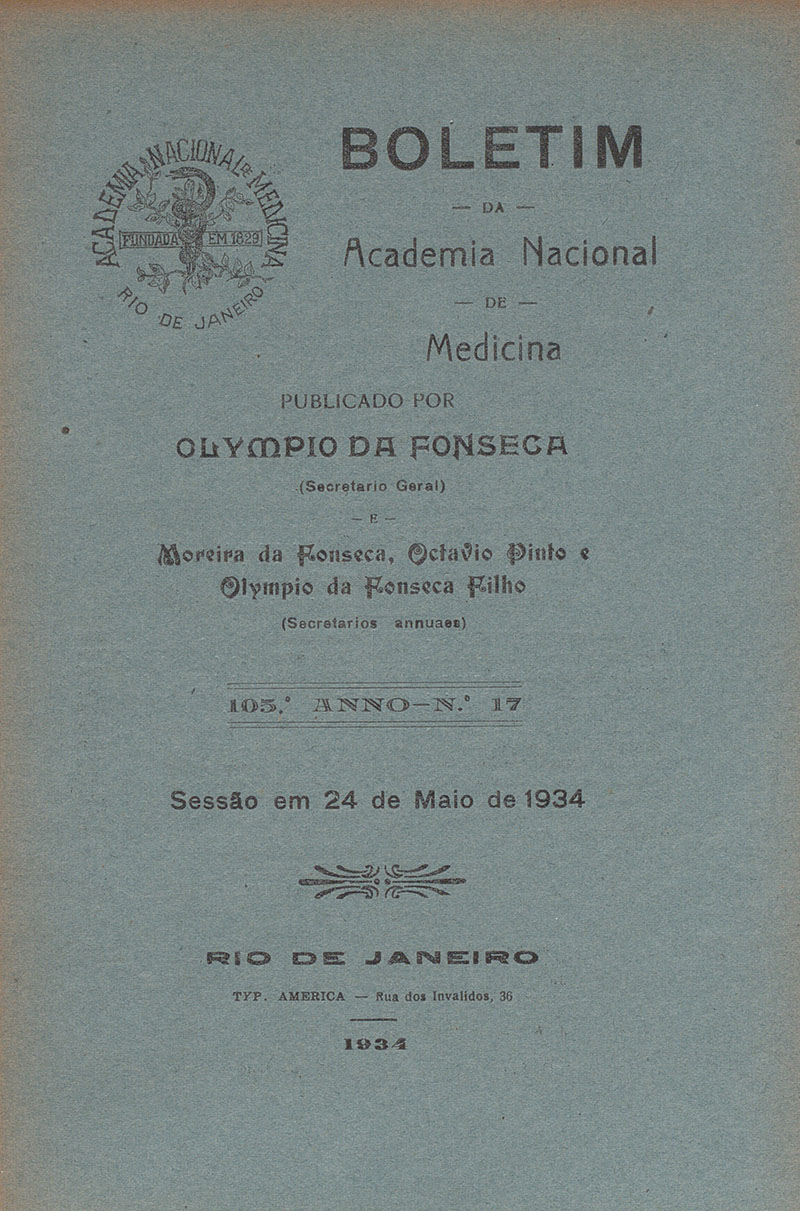 ACADEMIA NACIONAL DE MEDICINA
FUNDADA EM 1829
RIO DE JANEIRO
BOLETIM
— DA —
Academia Nacional
— DE —
Medicina
PUBLICADO POR
OLYMPIO DA FONSECA
(Secretario Geral)
— E —
Moreira da Fonseca, Octavio Pinto e
Olympio da Fonseca Filho
(Secretarios annuaes)
105.º ANNO—N.º 17
Sessão em 24 de Maio de 1934
RIO DE JANEIRO
TYP. AMERICA — Rua dos Invalidos, 36
1934